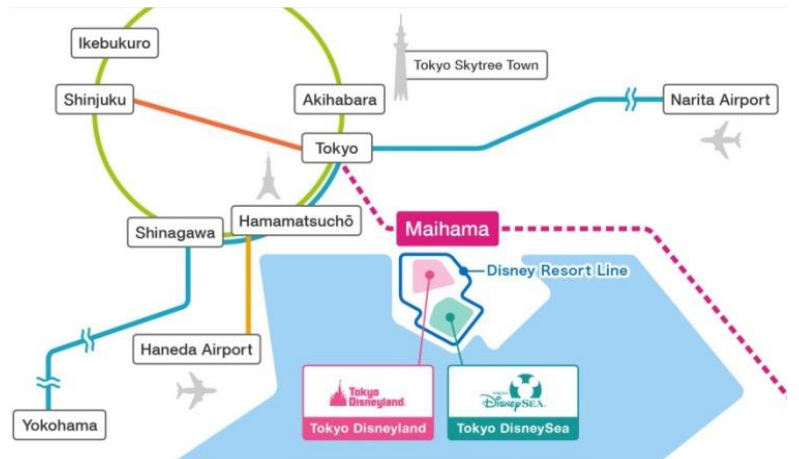 Ikebukuro
Tokyo Skytree Town
Shinjuku
Akihabara
Narita Airport
Tokyo
Hamamatsuchō
Shinagawa
Maihama
Disney Resort Line
Haneda Airport
Yokohama
Tokyo
Disneyland
Tokyo Disneyland
TOKYO
DisneySEA
Tokyo DisneySea